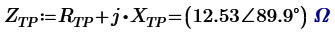 Z_TP := R_TP + j • X_TP = (12.53∠89.9°) Ω